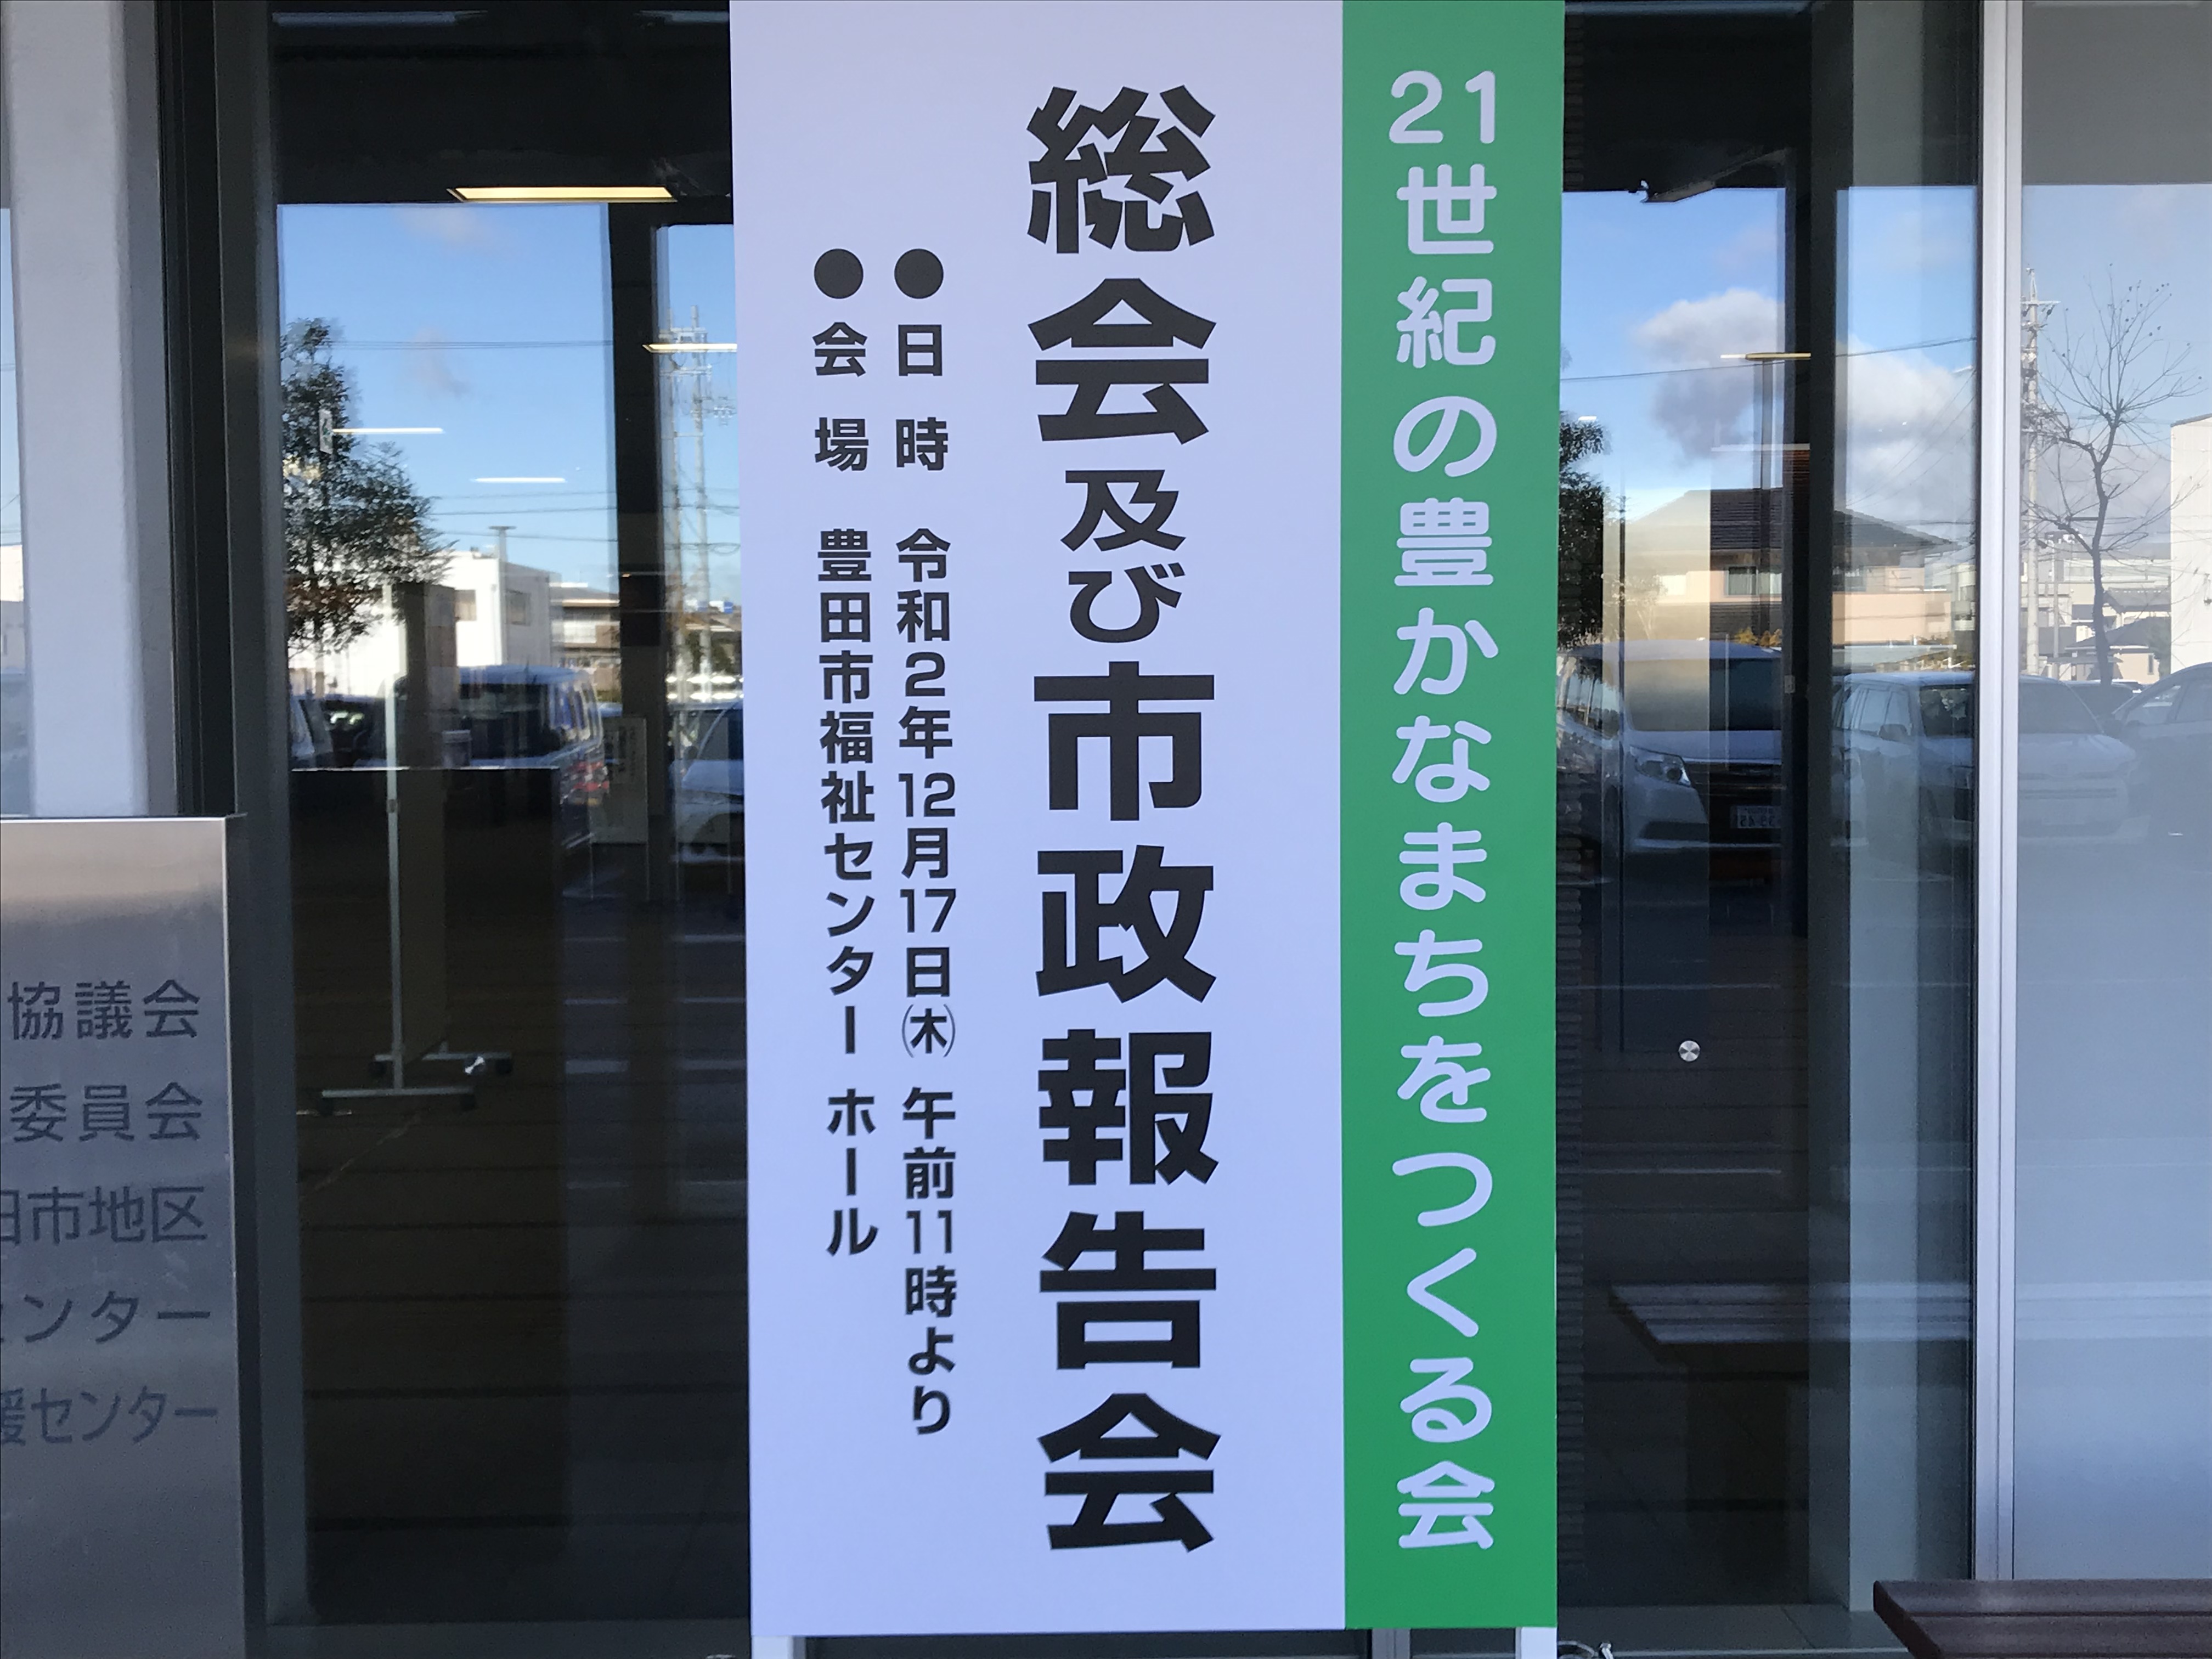 21世紀の豊かなまちをつくる会
総会及び市政報告会
●日時 令和2年12月17日(木) 午前11時より
●会場 豊田市福祉センター ホール
協議会
委員会
田市地区
センター
援センター